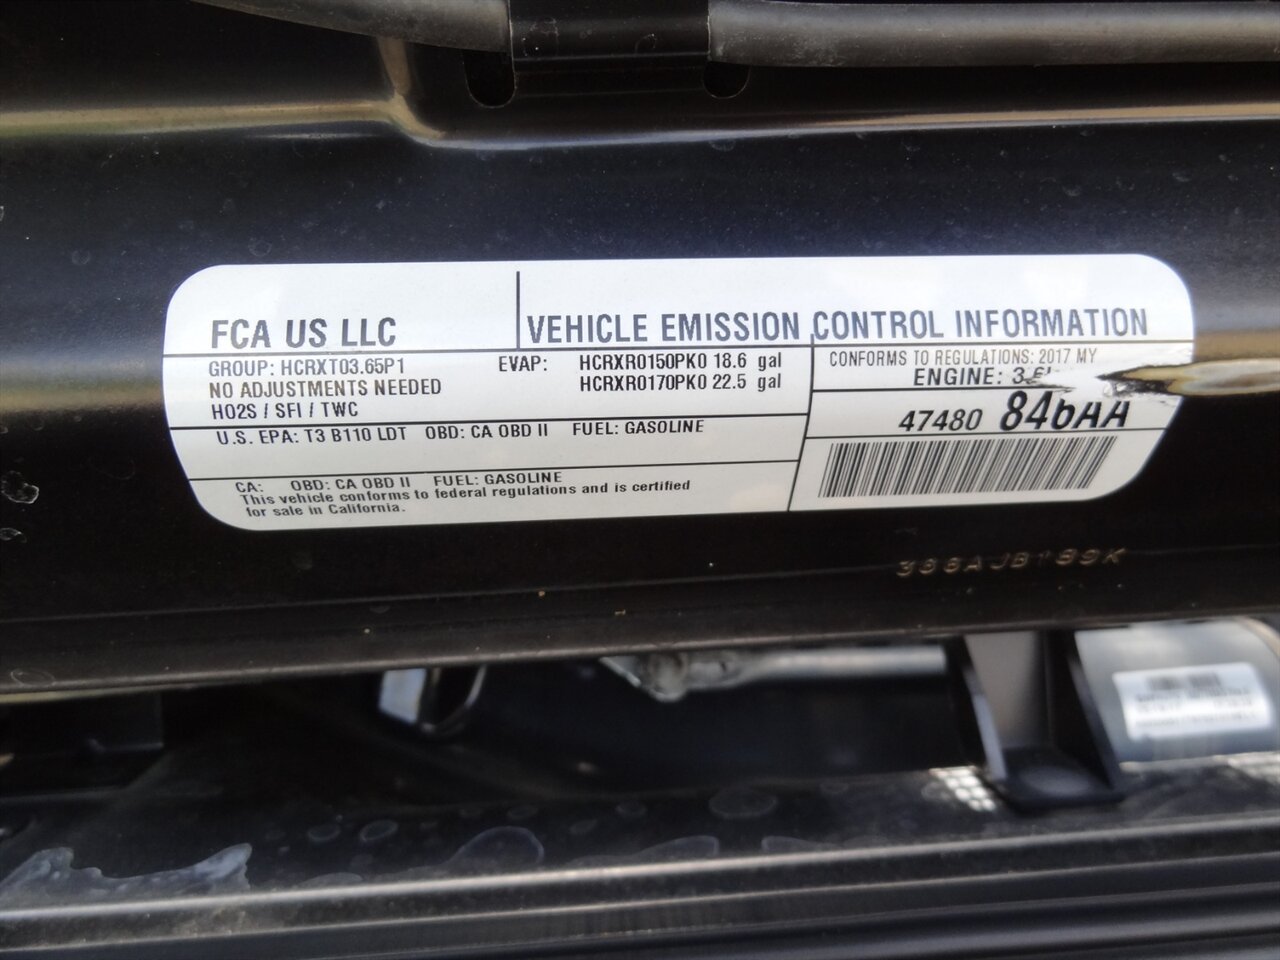 FCA US LLC
VEHICLE EMISSION CONTROL INFORMATION
GROUP: HCRXT03.65P1
NO ADJUSTMENTS NEEDED
HO2S / SFI / TWC
EVAP: HCRXR0150PK0 18.6 gal
HCRXR0170PK0 22.5 gal
CONFORMS TO REGULATIONS: 2017 MY
ENGINE:
47480 846AA
U.S. EPA: T3 B110 LDT OBD: CA OBD II FUEL: GASOLINE
CA: OBD: CA OBD II FUEL: GASOLINE
This vehicle conforms to federal regulations and is certified
for sale in California.